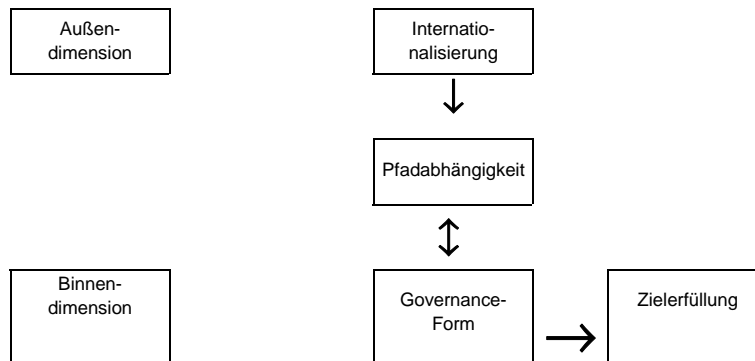 Außen-
dimension
Internatio-
nalisierung
Pfadabhängigkeit
Binnen-
dimension
Governance-
Form
Zielerfüllung